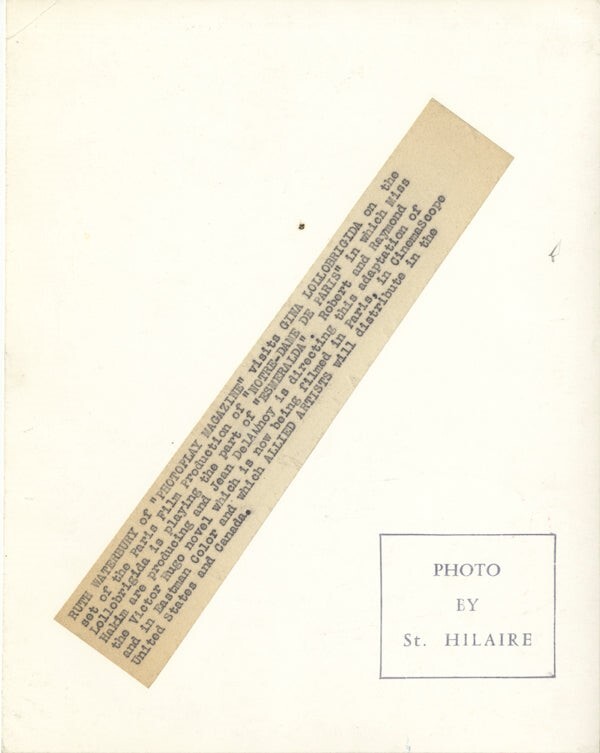 RUTH WATERBURY of "PHOTOPLAY MAGAZINE" visits GINA LOLLOBRIGIDA on the
set of the Paris Film Production of "NOTRE-DAME DE PARIS" in which Miss
Lollobrigida is playing the part of "ESMERALDA". Robert and Raymond
Hakim are producing and Jean Delannoy is directing this adaptation of
the Victor Hugo novel which is now being filmed in Paris, in CinemaScope
and in Eastman Color and which ALLIED ARTISTS will distribute in the
United States and Canada.
PHOTO
BY
St. HILAIRE